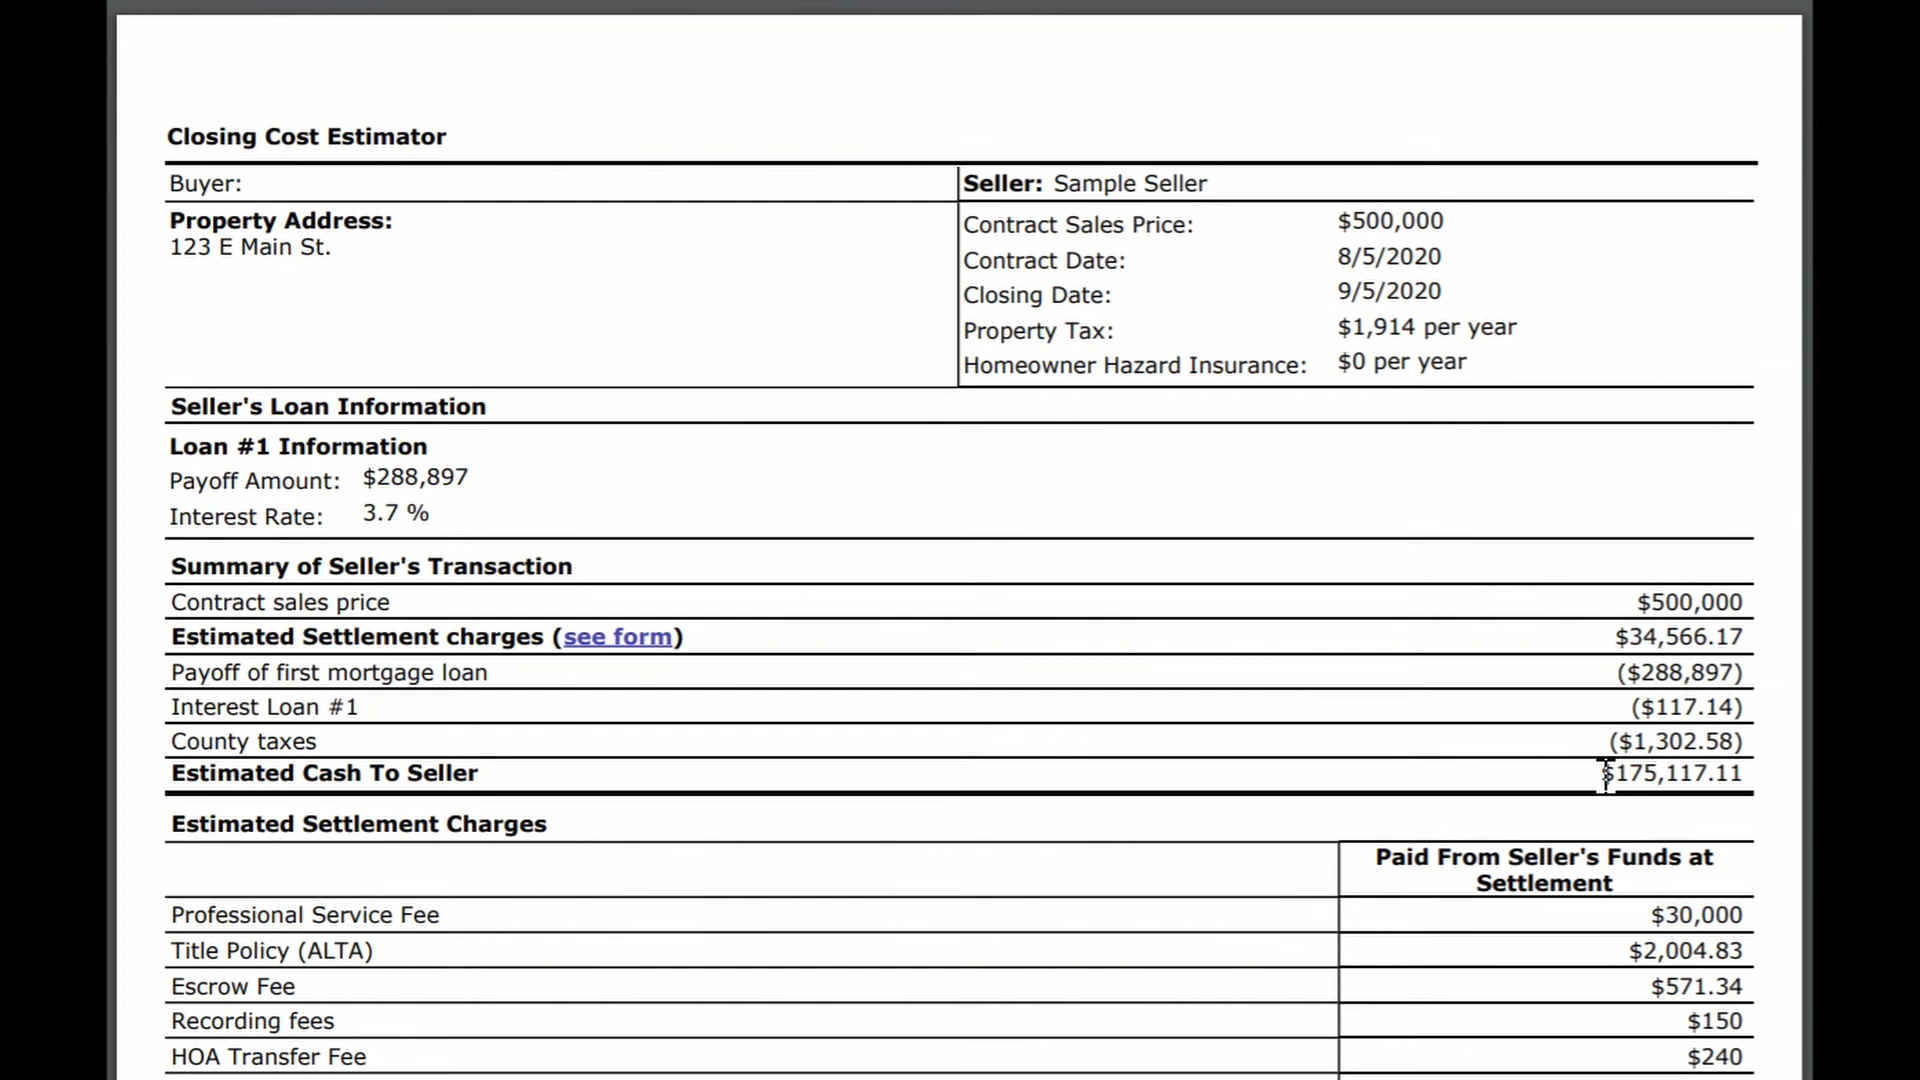 Closing Cost Estimator
Buyer:
Seller: Sample Seller
Property Address:
123 E Main St.
Contract Sales Price: $500,000
Contract Date: 8/5/2020
Closing Date: 9/5/2020
Property Tax: $1,914 per year
Homeowner Hazard Insurance: $0 per year
Seller's Loan Information
Loan #1 Information
Payoff Amount: $288,897
Interest Rate: 3.7 %
Summary of Seller's Transaction
Contract sales price $500,000
Estimated Settlement charges (see form) $34,566.17
Payoff of first mortgage loan ($288,897)
Interest Loan #1 ($117.14)
County taxes ($1,302.58)
Estimated Cash To Seller $175,117.11
Estimated Settlement Charges
Paid From Seller's Funds at
Settlement
Professional Service Fee $30,000
Title Policy (ALTA) $2,004.83
Escrow Fee $571.34
Recording fees $150
HOA Transfer Fee $240